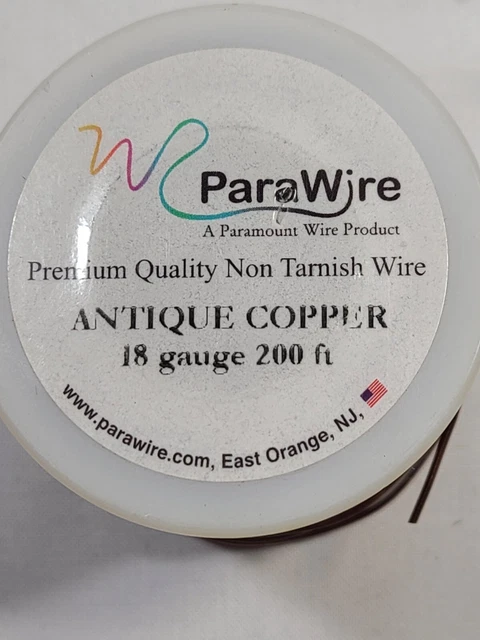 ParaWire
A Paramount Wire Product
Premium Quality Non Tarnish Wire
ANTIQUE COPPER
18 gauge 200 ft
www.parawire.com, East Orange, NJ,